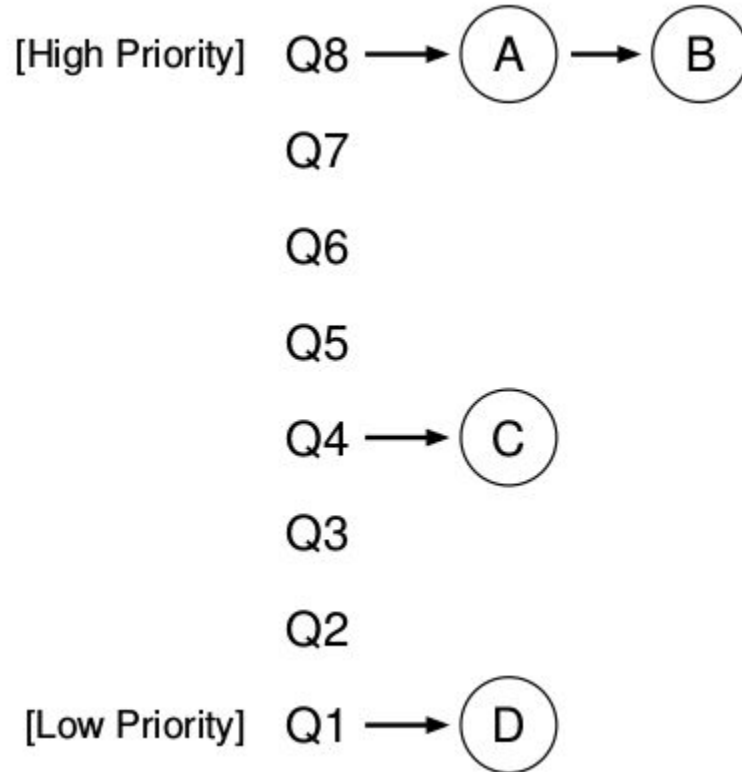 [High Priority] Q8 A B
Q7
Q6
Q5
Q4 C
Q3
Q2
[Low Priority] Q1 D